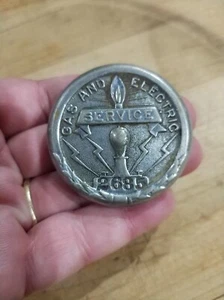 GAS AND ELECTRIC
SERVICE
2685